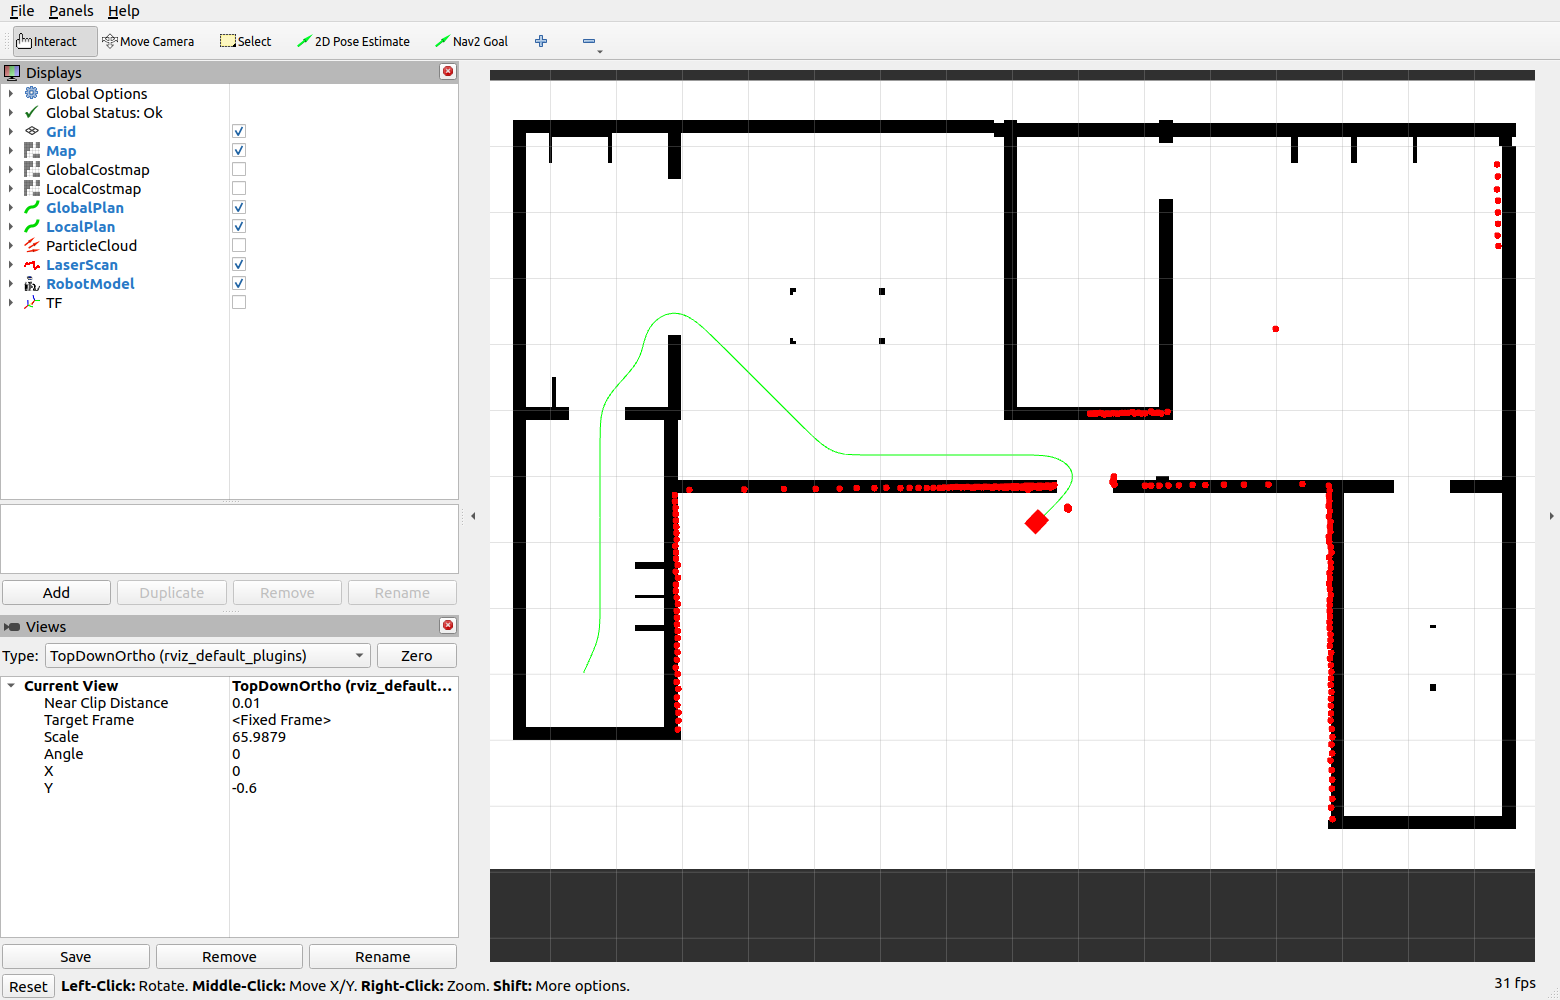 File Panels Help
Interact Move Camera Select 2D Pose Estimate Nav2 Goal
Displays
Global Options
Global Status: Ok
Grid
Map
GlobalCostmap
LocalCostmap
GlobalPlan
LocalPlan
ParticleCloud
LaserScan
RobotModel
TF
Add Duplicate Remove Rename
Views
Type: TopDownOrtho (rviz_default_plugins) Zero
Current View TopDownOrtho (rviz_default...
Near Clip Distance 0.01
Target Frame <Fixed Frame>
Scale 65.9879
Angle 0
X 0
Y -0.6
Save Remove Rename
Reset Left-Click: Rotate. Middle-Click: Move X/Y. Right-Click: Zoom. Shift: More options. 31 fps